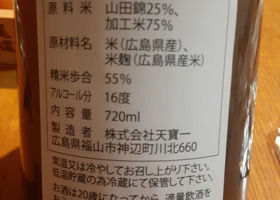 原料米 山田錦25%、
加工米75%
原材料名 米(広島県産)、
米麹(広島県産米)
精米歩合 55%
アルコール分 16度
内容量 720ml
製造者 株式会社天寶一
広島県福山市神辺町川北660
常温又は冷やしてお召し上がり下さい。
低温貯蔵の為冷蔵にて保管して下さい。
お酒は20歳になってから。適量飲酒を